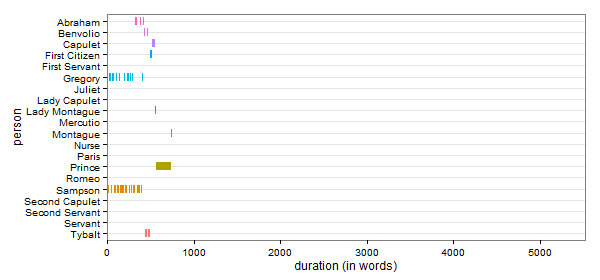 Abraham
Benvolio
Capulet
First Citizen
First Servant
Gregory
Juliet
Lady Capulet
Lady Montague
Mercutio
Montague
Nurse
Paris
Prince
Romeo
Sampson
Second Capulet
Second Servant
Servant
Tybalt
person
0 1000 2000 3000 4000 5000
duration (in words)